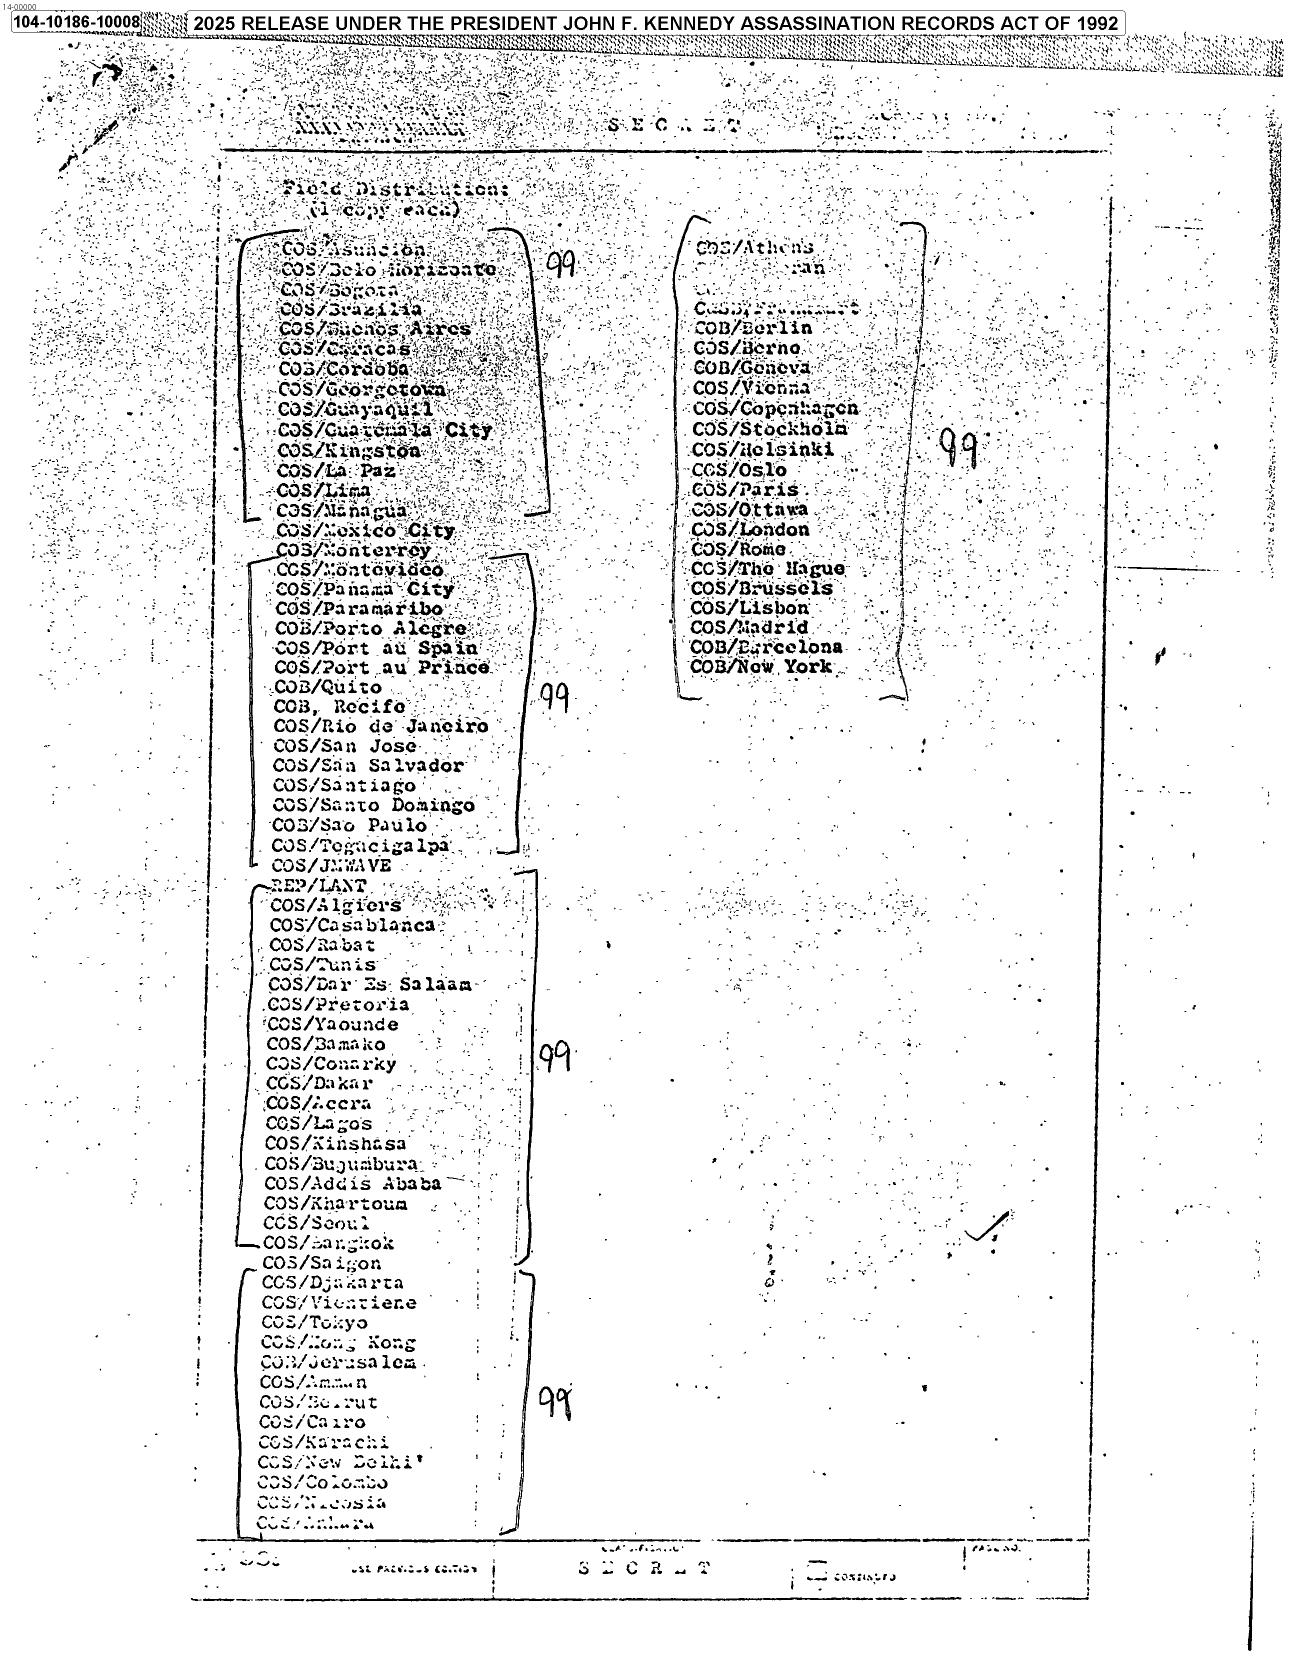 14-00000
104-10186-10008
2025 RELEASE UNDER THE PRESIDENT JOHN F. KENNEDY ASSASSINATION RECORDS ACT OF 1992
SECRET
Field Distribution:
(1 copy each)
COS/Asuncion
COS/Belo Horizonte
COS/Bogota
COS/Brazilia
COS/Buenos Aires
COS/Caracas
COB/Cordoba
COS/Georgetown
COS/Guayaquil
COS/Guatemala City
COS/Kingston
COS/La Paz
COS/Lima
COS/Managua
COS/Mexico City
COB/Monterrey
COS/Montevideo
COS/Panama City
COS/Paramaribo
COB/Porto Alegre
COS/Port au Spain
COS/Port au Prince
COB/Quito
COB, Recife
COS/Rio de Janeiro
COS/San Jose
COS/San Salvador
COS/Santiago
COS/Santo Domingo
COB/Sao Paulo
COS/Tegucigalpa
COS/JMWAVE
REP/LANT
COS/Algiers
COS/Casablanca
COS/Rabat
COS/Tunis
COS/Dar Es Salaam
COS/Pretoria
COS/Yaounde
COS/Bamako
COS/Conarky
COS/Dakar
COS/Accra
COS/Lagos
COS/Kinshasa
COS/Bujumbura
COS/Addis Ababa
COS/Khartoum
COS/Seoul
COS/Bangkok
COS/Saigon
COS/Djakarta
COS/Vientiene
COS/Tokyo
COS/Hong Kong
COB/Jerusalem
COS/Amman
COS/Beirut
COS/Cairo
COS/Karachi
COS/New Delhi
COS/Colombo
COS/Nicosia
COS/Ankara
99
99
99
99
COS/Athens
COB/Berlin
COS/Berne
COB/Geneva
COS/Vienna
COS/Copenhagen
COS/Stockholm
COS/Helsinki
COS/Oslo
COS/Paris
COS/Ottawa
COS/London
COS/Rome
COS/The Hague
COS/Brussels
COS/Lisbon
COS/Madrid
COB/Barcelona
COB/New York
99
USE PREVIOUS EDITION
CLASSIFICATION
SECRET
CONTINUED
PAGE NO.